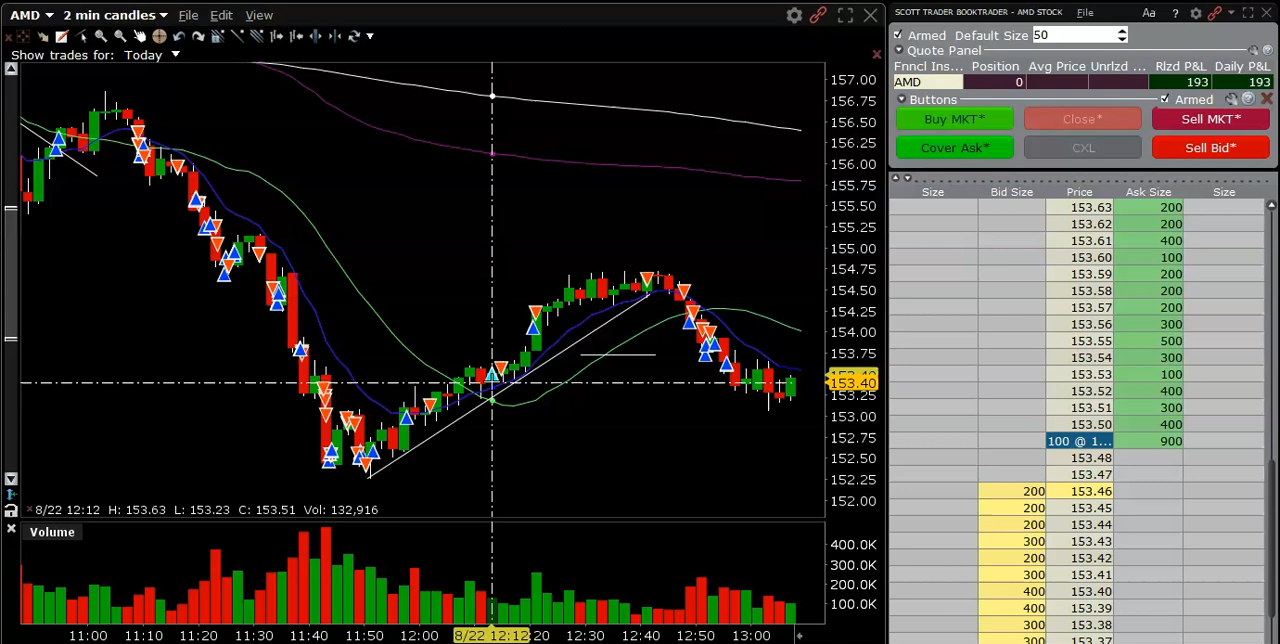 AMD 2 min candles File Edit View
Show trades for: Today
157.00
156.75
156.50
156.25
156.00
155.75
155.50
155.25
155.00
154.75
154.50
154.25
154.00
153.75
153.40
153.25
153.00
152.75
152.50
152.25
152.00
8/22 12:12 H: 153.63 L: 153.23 C: 153.51 Vol: 132,916
Volume
400.0K
300.0K
200.0K
100.0K
11:00 11:10 11:20 11:30 11:40 11:50 12:00 8/22 12:12 :20 12:30 12:40 12:50 13:00
SCOTT TRADER BOOKTRADER - AMD STOCK File Aa ?
Armed Default Size 50
Quote Panel
Fnncl Ins... Position Avg Price Unrlzd ... Rlzd P&L Daily P&L
AMD 0 193 193
Buttons Armed
Buy MKT* Close* Sell MKT*
Cover Ask* CXL Sell Bid*
Size Bid Size Price Ask Size Size
153.63 200
153.62 200
153.61 400
153.60 100
153.59 200
153.58 200
153.57 200
153.56 300
153.55 500
153.54 300
153.53 100
153.52 400
153.51 300
153.50 400
100 @ 1... 900
153.48
153.47
200 153.46
200 153.45
200 153.44
300 153.43
200 153.42
300 153.41
400 153.40
400 153.39
300 153.38
300 153.37